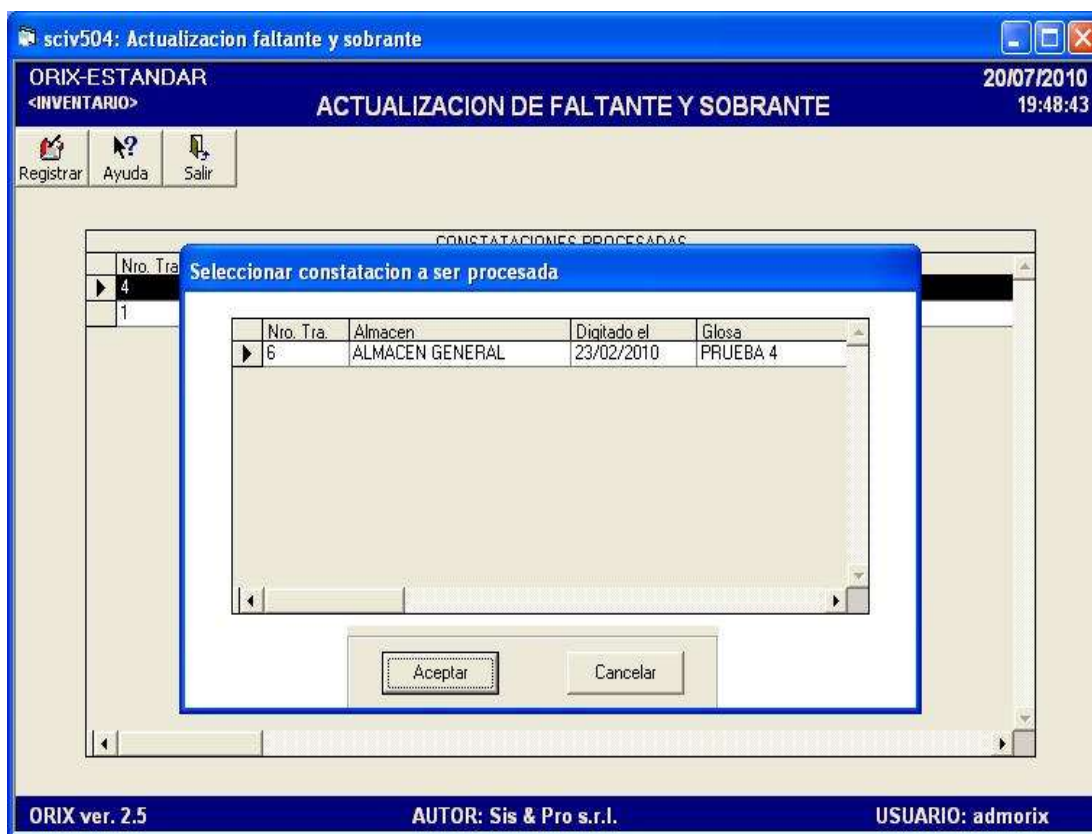 sciv504: Actualizacion faltante y sobrante
ORIX-ESTANDAR
20/07/2010
<INVENTARIO>
ACTUALIZACION DE FALTANTE Y SOBRANTE
19:48:43
Registrar Ayuda Salir
CONSTATACIONES PROCESADAS
Nro. Tra
4
1
Seleccionar constatacion a ser procesada
Nro. Tra. Almacen Digitado el Glosa
6 ALMACEN GENERAL 23/02/2010 PRUEBA 4
Aceptar Cancelar
ORIX ver. 2.5 AUTOR: Sis & Pro s.r.l. USUARIO: admorix